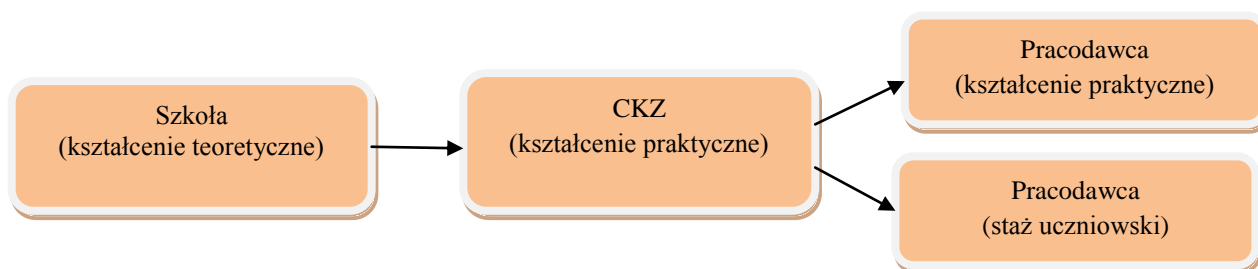 Szkoła
(kształcenie teoretyczne)
CKZ
(kształcenie praktyczne)
Pracodawca
(kształcenie praktyczne)
Pracodawca
(staż uczniowski)